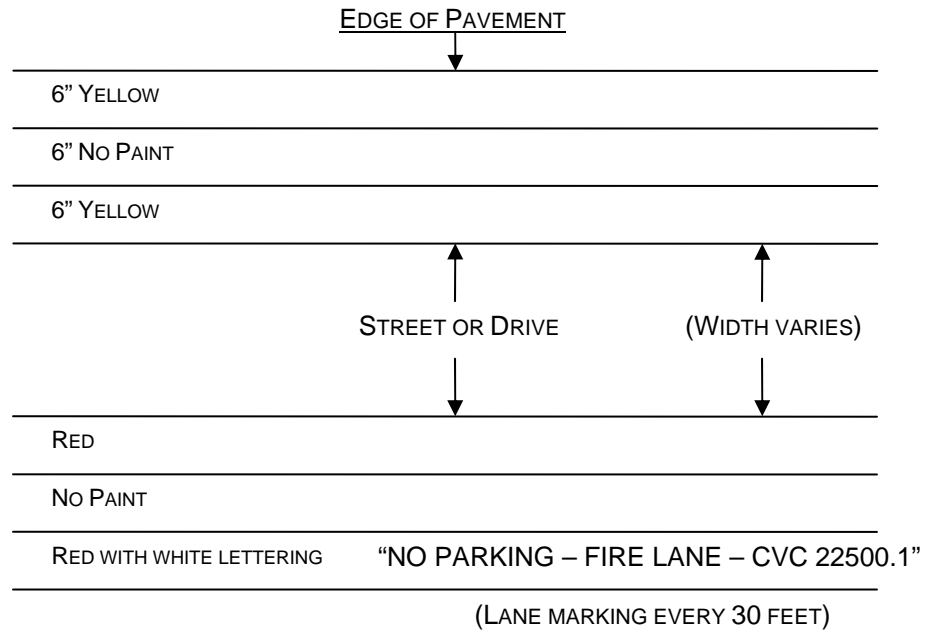 EDGE OF PAVEMENT
6” YELLOW
6” NO PAINT
6” YELLOW
STREET OR DRIVE (WIDTH VARIES)
RED
NO PAINT
RED WITH WHITE LETTERING “NO PARKING – FIRE LANE – CVC 22500.1”
(LANE MARKING EVERY 30 FEET)